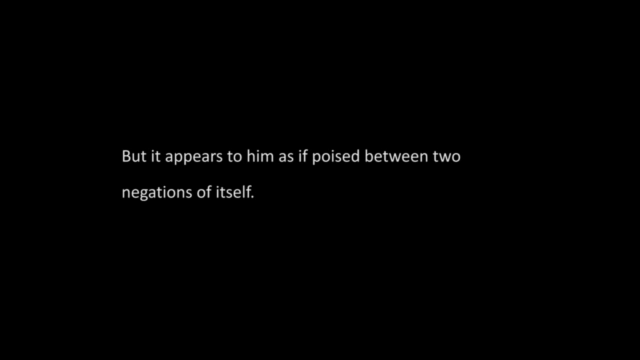 But it appears to him as if poised between two
negations of itself.